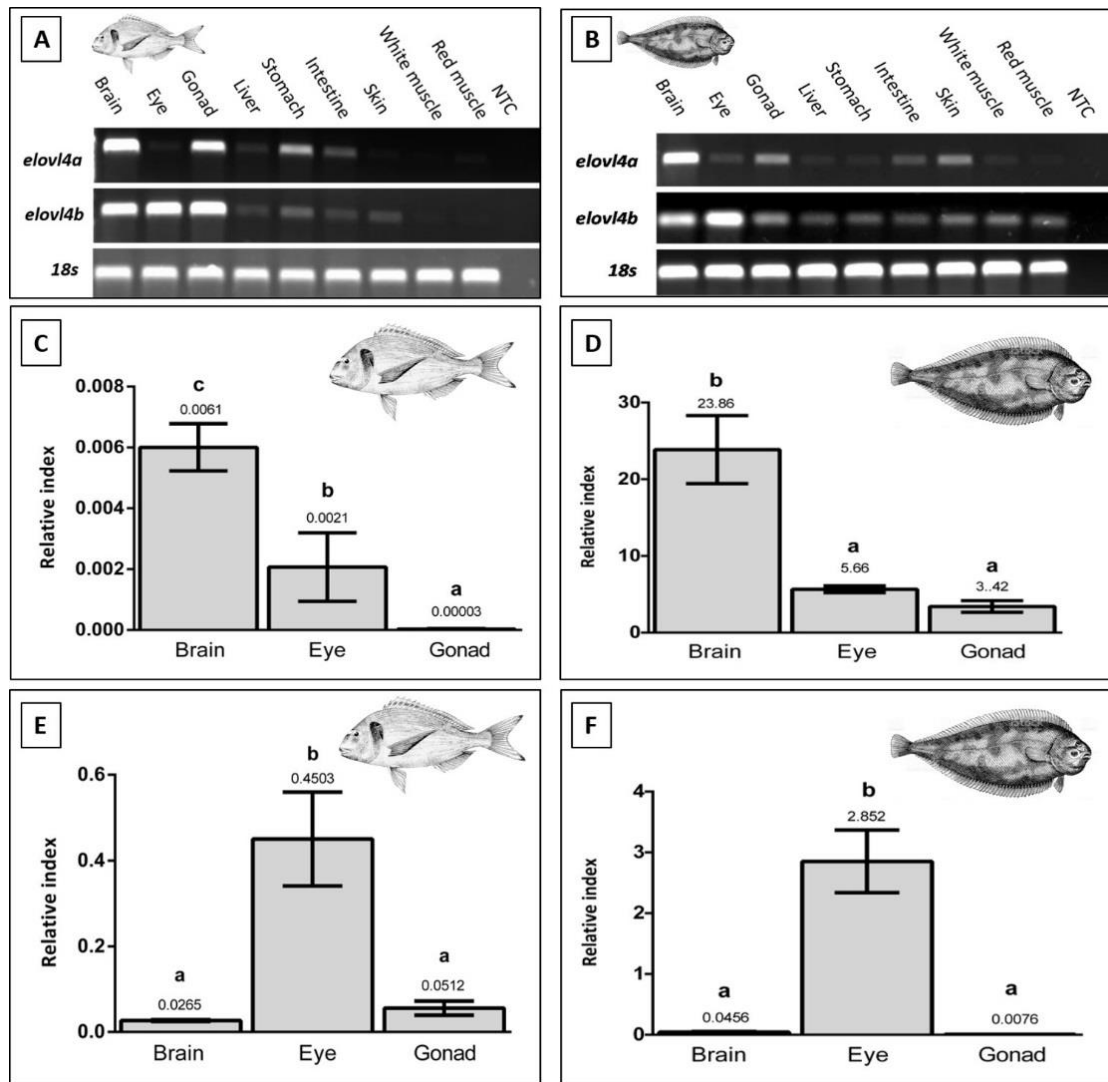 A
Brain Eye Gonad Liver Stomach Intestine Skin White muscle Red muscle NTC
elovl4a
elovl4b
18s
B
Brain Eye Gonad Liver Stomach Intestine Skin White muscle Red muscle NTC
elovl4a
elovl4b
18s
C
Relative index
0.008
0.006
0.004
0.002
0.000
c
0.0061
b
0.0021
a
0.00003
Brain Eye Gonad
D
Relative index
30
20
10
0
b
23.86
a
5.66
a
3..42
Brain Eye Gonad
E
Relative index
0.6
0.4
0.2
0.0
a
0.0265
b
0.4503
a
0.0512
Brain Eye Gonad
F
Relative index
4
3
2
1
0
a
0.0456
b
2.852
a
0.0076
Brain Eye Gonad